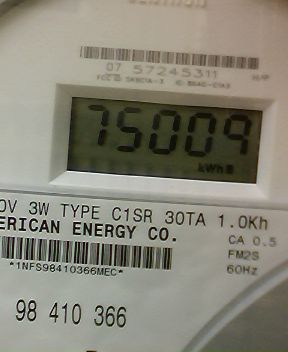 07 57245311
75009
kWh
0V 3W TYPE C1SR 30TA 1.0Kh
ERICAN ENERGY CO.
CA 0.5
FM2S
*1NFS98410366MEC*
60Hz
98 410 366